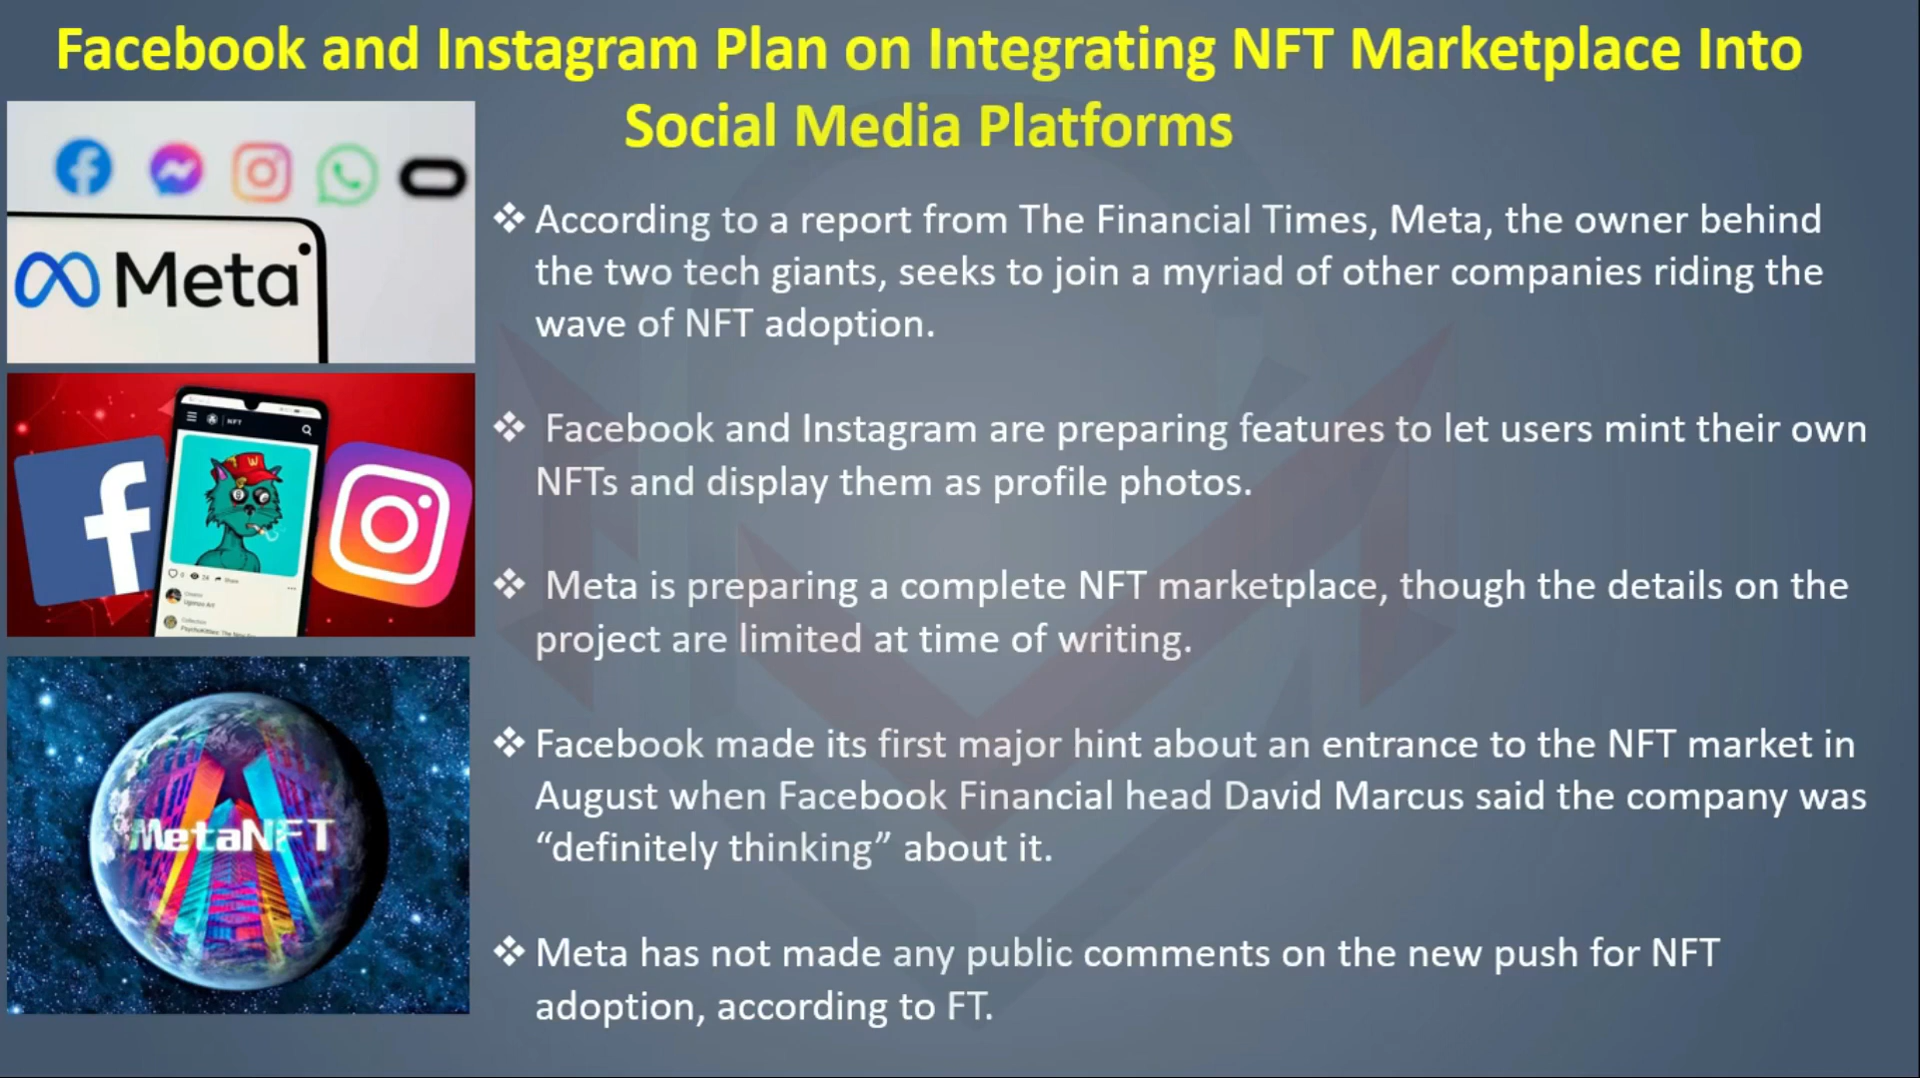 Facebook and Instagram Plan on Integrating NFT Marketplace Into
Social Media Platforms
Meta
❖ According to a report from The Financial Times, Meta, the owner behind
the two tech giants, seeks to join a myriad of other companies riding the
wave of NFT adoption.
NFT
W
Share
❖ Facebook and Instagram are preparing features to let users mint their own
NFTs and display them as profile photos.
❖ Meta is preparing a complete NFT marketplace, though the details on the
project are limited at time of writing.
MetaNFT
❖ Facebook made its first major hint about an entrance to the NFT market in
August when Facebook Financial head David Marcus said the company was
“definitely thinking” about it.
❖ Meta has not made any public comments on the new push for NFT
adoption, according to FT.